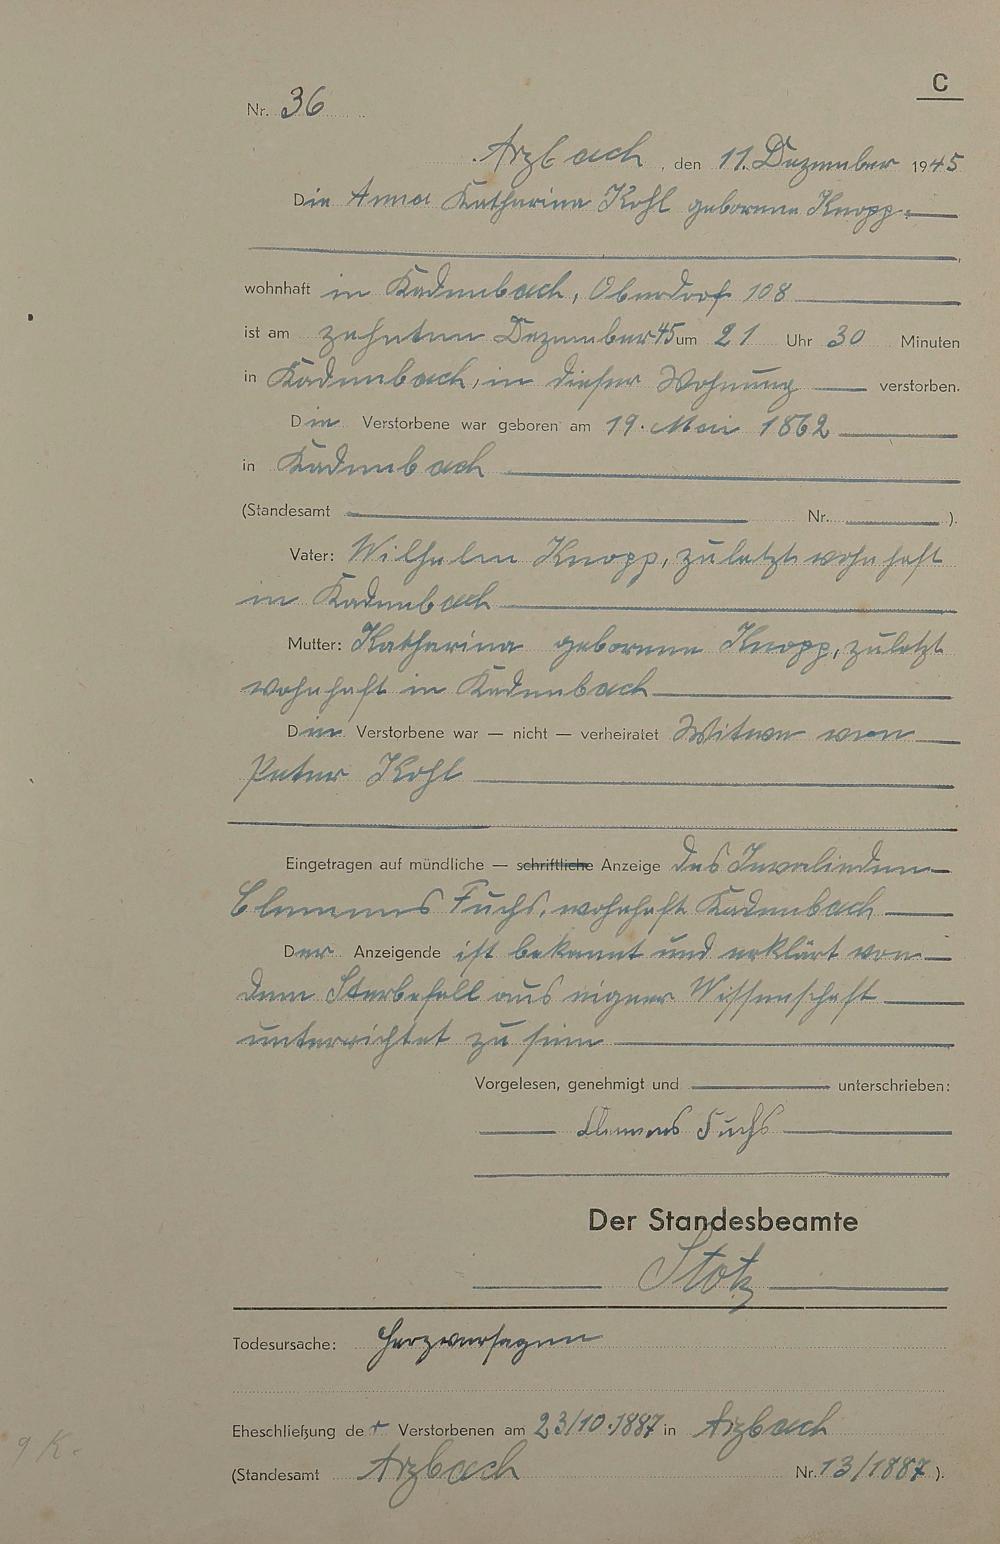 C
Nr. 36
Arzbach, den 11. Dezember 1945
Die Anna Katharina Kohl geborene Knopp
wohnhaft in Kadenbach, Oberdorf 108
ist am zehnten Dezember 45 um 21 Uhr 30 Minuten
in Kadenbach, in dieser Wohnung verstorben.
Die Verstorbene war geboren am 19. Mai 1862
in Kadenbach
(Standesamt Nr. ).
Vater: Wilhelm Knopp, zuletzt wohnhaft
in Kadenbach
Mutter: Katharina geborene Knopp, zuletzt
wohnhaft in Kadenbach
Die Verstorbene war — nicht — verheiratet Witwe von
Peter Kohl
Eingetragen auf mündliche — schriftliche Anzeige des Invaliden
Clemens Fuchs, wohnhaft Kadenbach
Der Anzeigende ist bekannt und erklärt von
dem Sterbefall aus eigner Wissenschaft
unterrichtet zu sein
Vorgelesen, genehmigt und unterschrieben:
Clemens Fuchs
Der Standesbeamte
Stotz
Todesursache: Herzversagen
Eheschließung der Verstorbenen am 23/10.1887 in Arzbach
(Standesamt Arzbach Nr. 13/1887 ).
9 K.